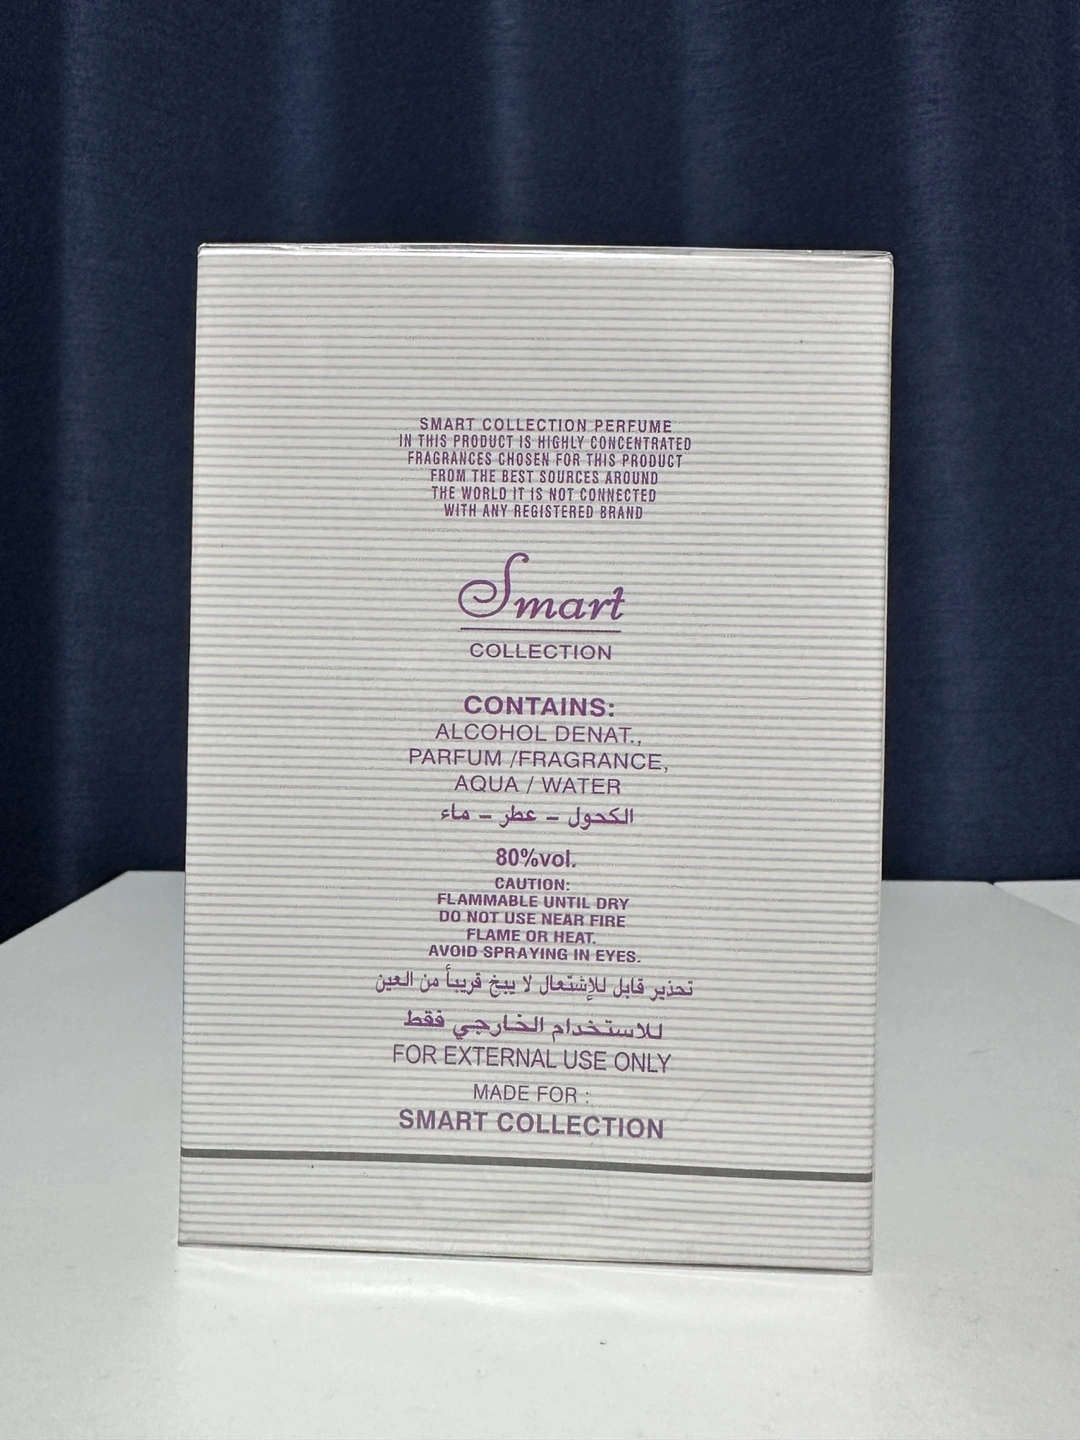 SMART COLLECTION PERFUME
IN THIS PRODUCT IS HIGHLY CONCENTRATED
FRAGRANCES CHOSEN FOR THIS PRODUCT
FROM THE BEST SOURCES AROUND
THE WORLD IT IS NOT CONNECTED
WITH ANY REGISTERED BRAND
Smart
COLLECTION
CONTAINS:
ALCOHOL DENAT.,
PARFUM /FRAGRANCE,
AQUA / WATER
الكحول – عطر – ماء
80%vol.
CAUTION:
FLAMMABLE UNTIL DRY
DO NOT USE NEAR FIRE
FLAME OR HEAT.
AVOID SPRAYING IN EYES.
تحذير قابل للإشتعال لا يبخ قريباً من العين
للاستخدام الخارجي فقط
FOR EXTERNAL USE ONLY
MADE FOR :
SMART COLLECTION